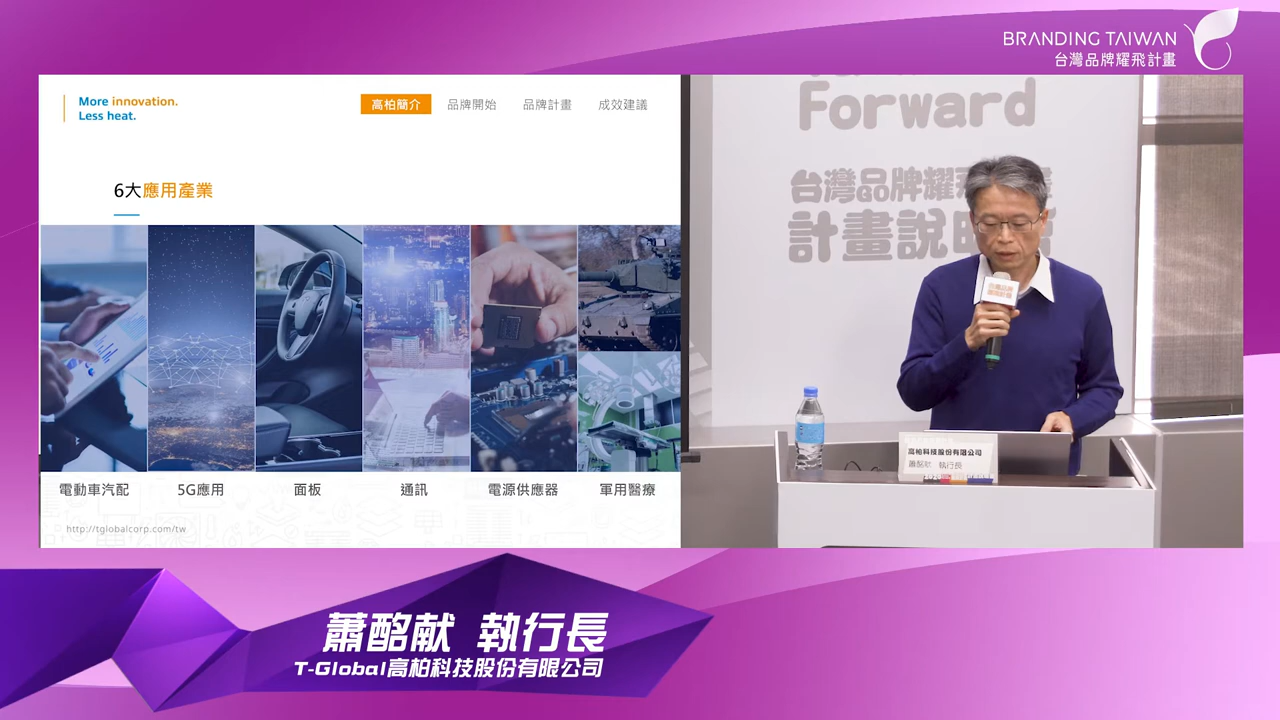 BRANDING TAIWAN
台灣品牌耀飛計畫
More innovation.
Less heat.
高柏簡介 品牌開始 品牌計畫 成效建議
6大應用產業
電動車汽配 5G應用 面板 通訊 電源供應器 軍用醫療
http://tglobalcorp.com/tw
Forward
台灣品牌耀飛
計畫說明
高柏科技股份有限公司
蕭酩献 執行長
蕭酩献 執行長
T-Global高柏科技股份有限公司